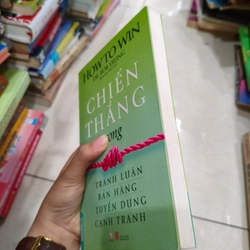 HOW TO WIN
CHIẾN
THẮNG
TRANH LUẬN
BÁN HÀNG
TUYỂN DỤNG
CẠNH TRANH